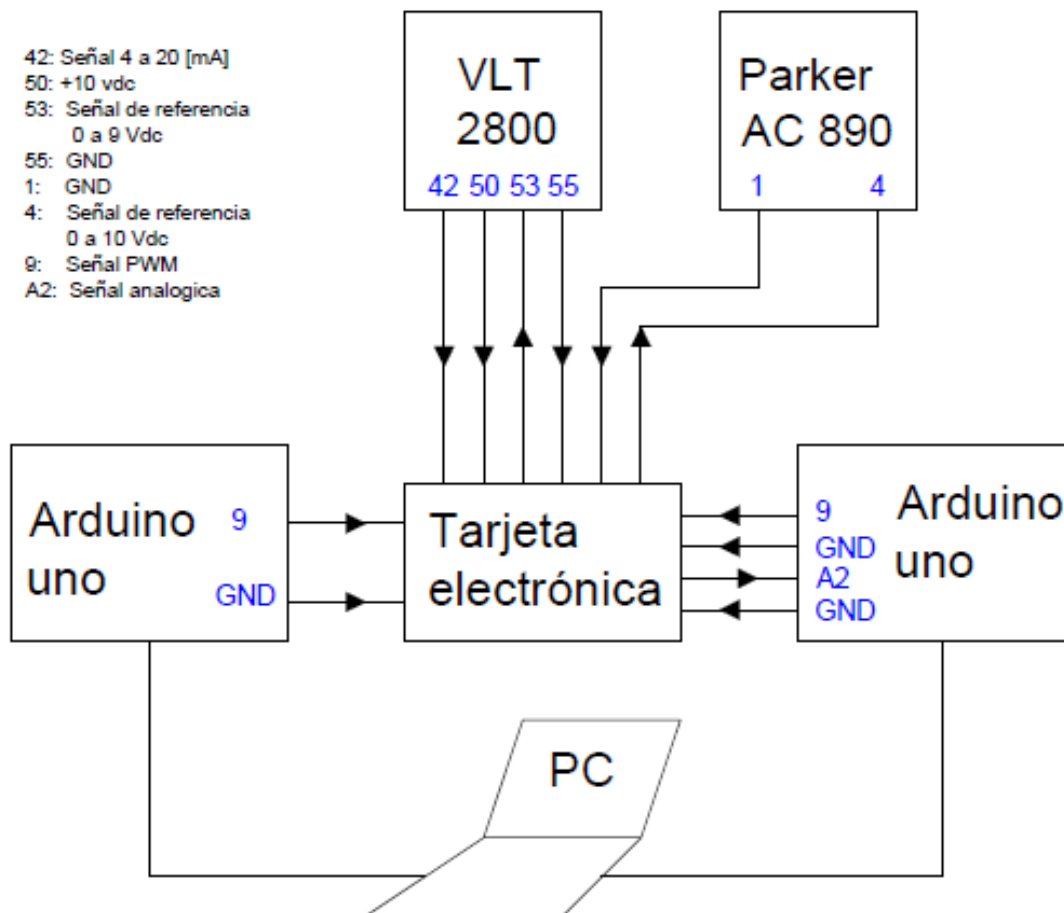 42: Señal 4 a 20 [mA]
50: +10 vdc
53: Señal de referencia
0 a 9 Vdc
55: GND
1: GND
4: Señal de referencia
0 a 10 Vdc
9: Señal PWM
A2: Señal analogica
VLT
2800
42 50 53 55
Parker
AC 890
1 4
Arduino
uno
9
GND
Tarjeta
electrónica
9
GND
A2
GND
Arduino
uno
PC